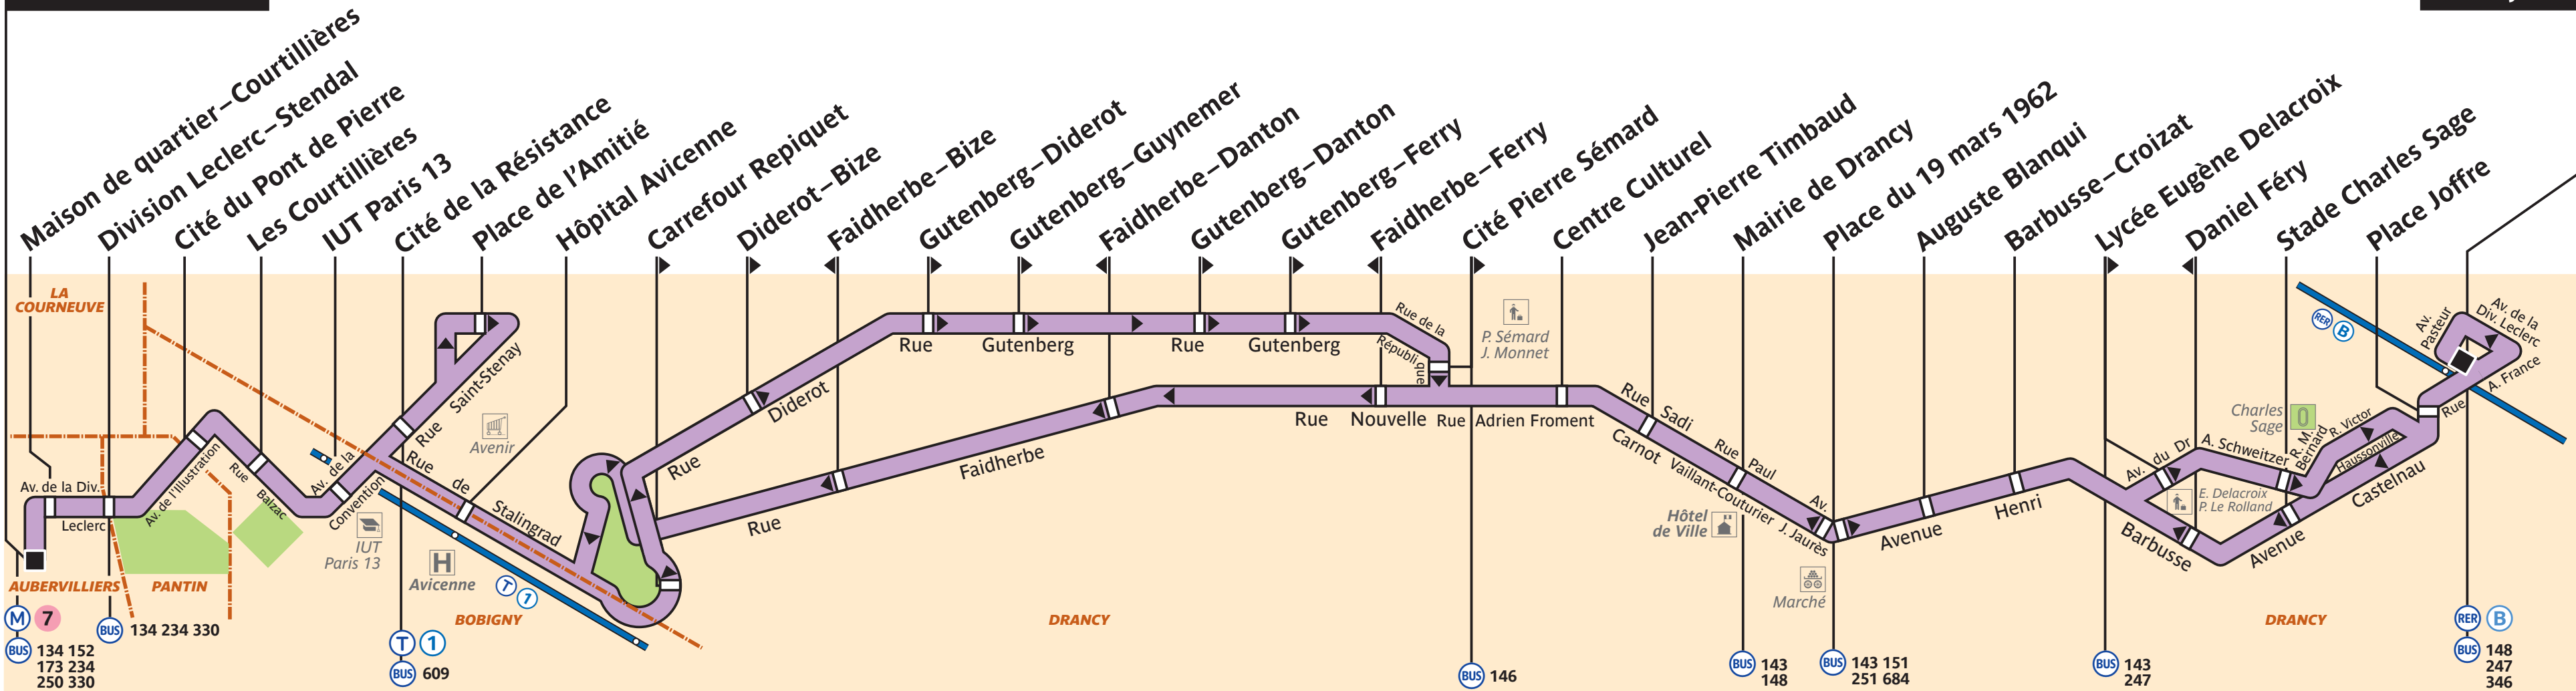 Maison de quartier–Courtillières
Division Leclerc–Stendal
Cité du Pont de Pierre
Les Courtillières
IUT Paris 13
Cité de la Résistance
Place de l'Amitié
Hôpital Avicenne
Carrefour Repiquet
Diderot–Bize
Faidherbe–Bize
Gutenberg–Diderot
Gutenberg–Guynemer
Faidherbe–Danton
Gutenberg–Danton
Gutenberg–Ferry
Faidherbe–Ferry
Cité Pierre Sémard
Centre Culturel
Jean-Pierre Timbaud
Mairie de Drancy
Place du 19 mars 1962
Auguste Blanqui
Barbusse–Croizat
Lycée Eugène Delacroix
Daniel Féry
Stade Charles Sage
Place Joffre
LA
COURNEUVE
Av. de la Div.
Leclerc
Av. de l'Illustration
Rue
Balzac
Av. de la
Convention
Rue
Saint-Stenay
Avenir
Rue
de
Stalingrad
IUT
Paris 13
H
Avicenne
T 7
AUBERVILLIERS
PANTIN
BOBIGNY
DRANCY
DRANCY
M 7
BUS 134 152
173 234
250 330
BUS 134 234 330
T 1
BUS 609
Rue
Diderot
Rue
Gutenberg
Rue
Gutenberg
Rue de la
Républi
que
P. Sémard
J. Monnet
Rue
Faidherbe
Rue
Nouvelle
Rue Adrien Froment
Rue
Sadi
Carnot
Rue
Paul
Vaillant-Couturier
Av.
J. Jaurès
Hôtel
de Ville
Marché
Avenue
Henri
Barbusse
Av. du Dr
A. Schweitzer
E. Delacroix
P. Le Rolland
R. M.
Bernard
R. Victor
Haussonville
Charles
Sage
Avenue
Castelnau
Rue
A. France
Av.
Pasteur
Av. de la
Div. Leclerc
RER B
BUS 146
BUS 143
148
BUS 143 151
251 684
BUS 143
247
RER B
BUS 148
247
346